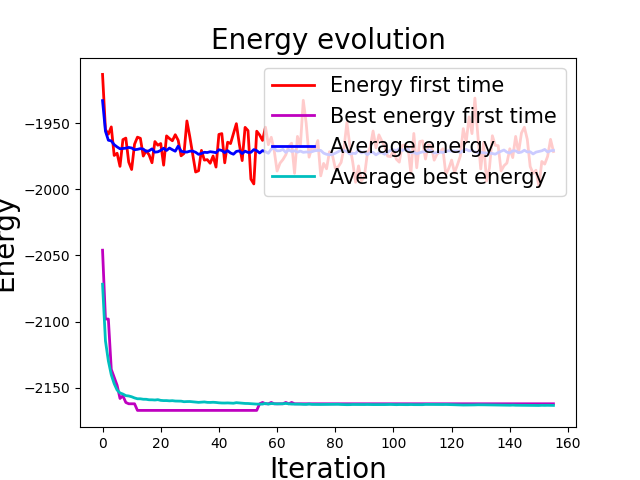 Energy evolution
Energy first time
Best energy first time
Average energy
Average best energy
Energy
−1950
−2000
−2050
−2100
−2150
0 20 40 60 80 100 120 140 160
Iteration